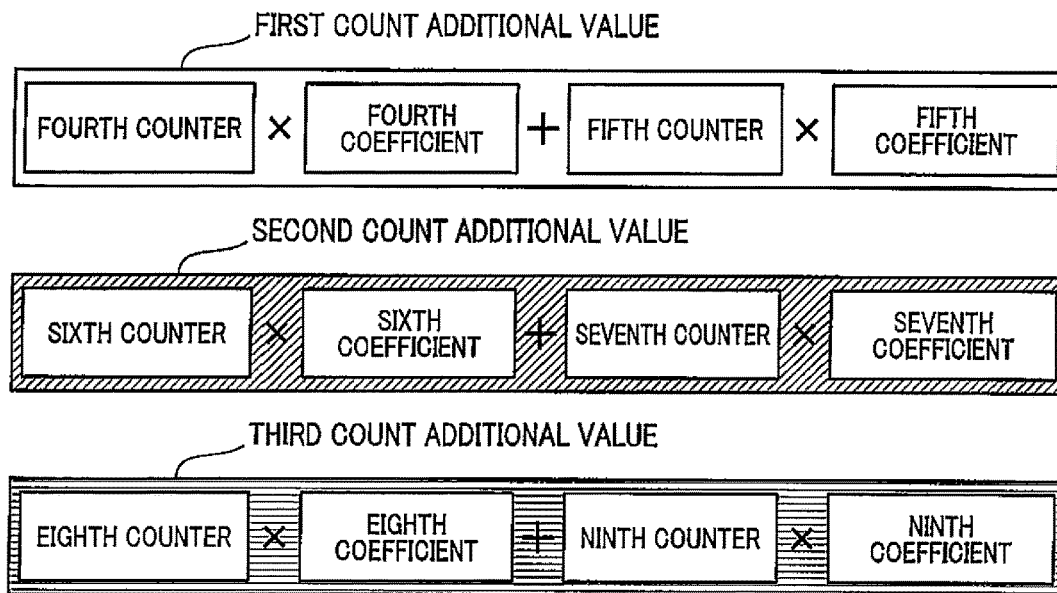 FIRST COUNT ADDITIONAL VALUE
FOURTH COUNTER × FOURTH COEFFICIENT + FIFTH COUNTER × FIFTH COEFFICIENT
SECOND COUNT ADDITIONAL VALUE
SIXTH COUNTER × SIXTH COEFFICIENT + SEVENTH COUNTER × SEVENTH COEFFICIENT
THIRD COUNT ADDITIONAL VALUE
EIGHTH COUNTER × EIGHTH COEFFICIENT + NINTH COUNTER × NINTH COEFFICIENT